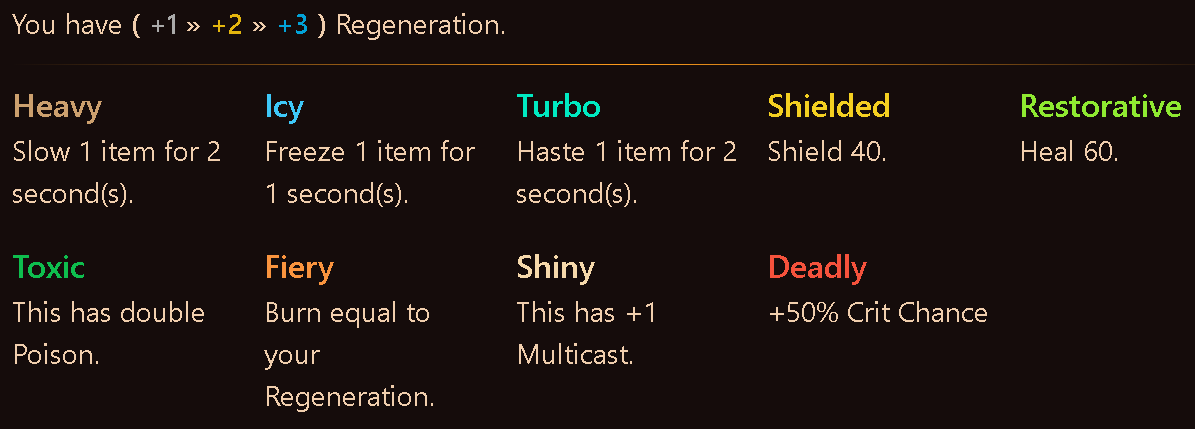 You have ( +1 » +2 » +3 ) Regeneration.
Heavy
Slow 1 item for 2
second(s).
Icy
Freeze 1 item for
1 second(s).
Turbo
Haste 1 item for 2
second(s).
Shielded
Shield 40.
Restorative
Heal 60.
Toxic
This has double
Poison.
Fiery
Burn equal to
your
Regeneration.
Shiny
This has +1
Multicast.
Deadly
+50% Crit Chance